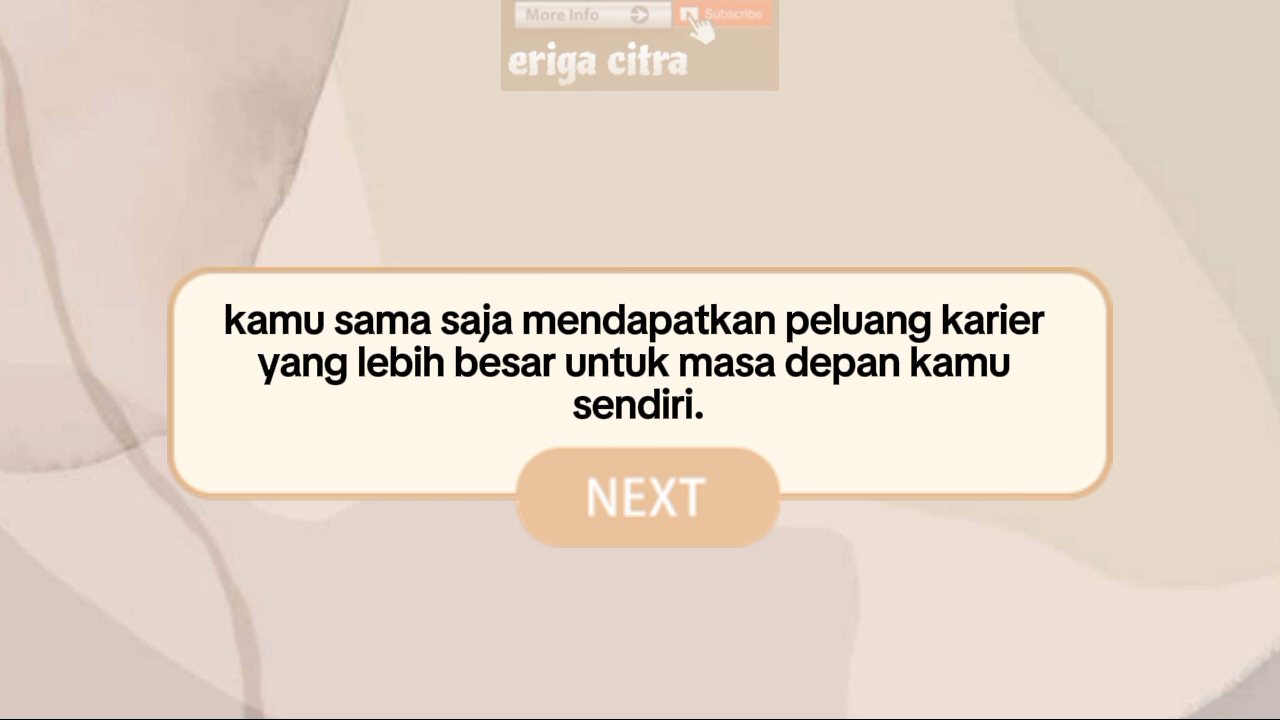 More Info
Subscribe
eriga citra
kamu sama saja mendapatkan peluang karier
yang lebih besar untuk masa depan kamu
sendiri.
NEXT